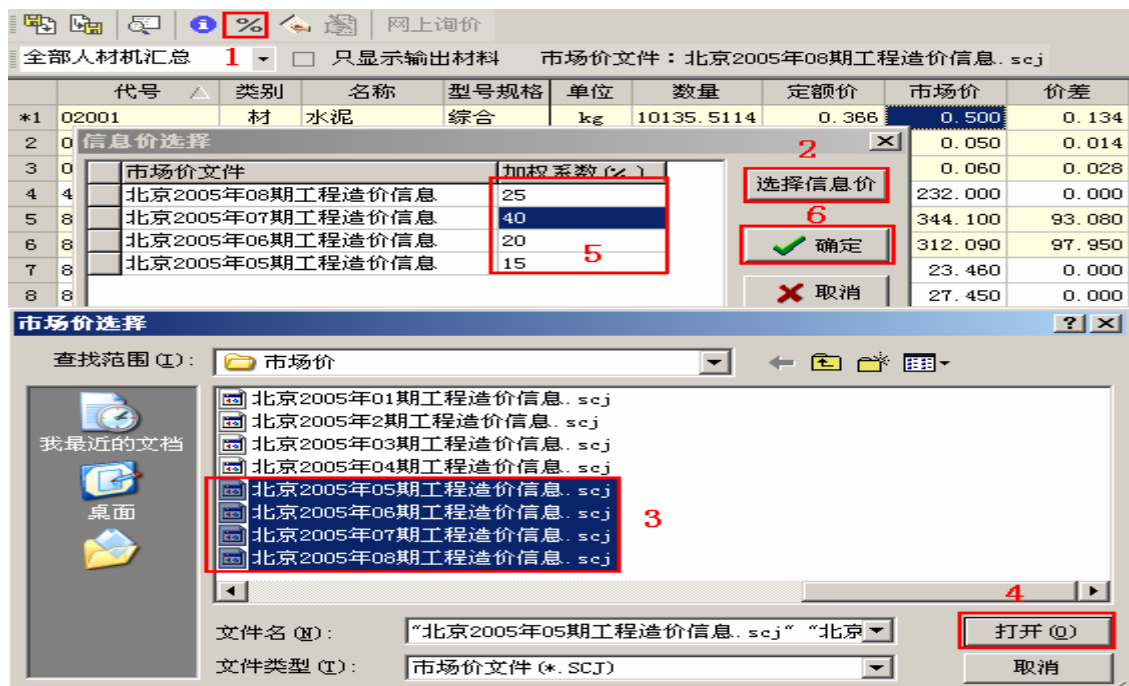 % 网上询价
全部人材机汇总 1 只显示输出材料 市场价文件：北京2005年08期工程造价信息.scj
代号 类别 名称 型号规格 单位 数量 定额价 市场价 价差
*1 02001 材 水泥 综合 kg 10135.5114 0.366 0.500 0.134
2 0 信息价选择 2 0.050 0.014
3 0 市场价文件 加权系数(% ) 选择信息价 0.060 0.028
4 4 北京2005年08期工程造价信息 25 232.000 0.000
5 8 北京2005年07期工程造价信息 40 6 344.100 93.080
6 8 北京2005年06期工程造价信息 20 5 确定 312.090 97.950
7 8 北京2005年05期工程造价信息 15 23.460 0.000
8 8 取消 27.450 0.000
市场价选择
查找范围(I): 市场价
北京2005年01期工程造价信息.scj
北京2005年2期工程造价信息.scj
我最近的文档 北京2005年03期工程造价信息.scj
北京2005年04期工程造价信息.scj
北京2005年05期工程造价信息.scj
桌面 北京2005年06期工程造价信息.scj 3
北京2005年07期工程造价信息.scj
北京2005年08期工程造价信息.scj
4
文件名(N): “北京2005年05期工程造价信息.scj” “北京 打开(O)
文件类型(T): 市场价文件(*.SCJ) 取消